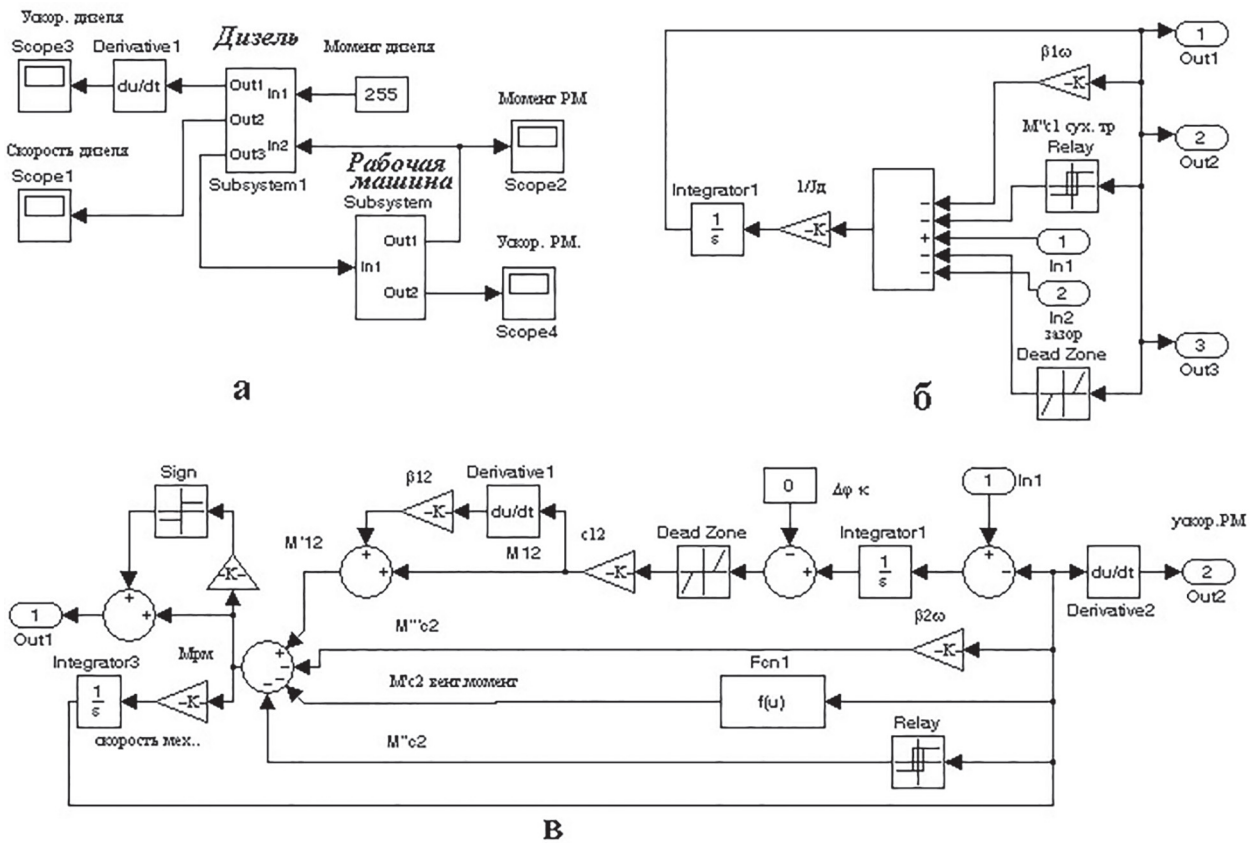 Ускор. дизеля
Scope3
Derivative1
du/dt
Дизель
Out1
Out2
Out3
In1
In2
Subsystem1
Момент дизеля
255
Момент РМ
Scope2
Скорость дизеля
Scope1
Рабочая
машина
Subsystem
In1
Out1
Out2
Ускор. РМ.
Scope4
а
1
Out1
β1ω
-K-
2
Out2
M"c1 сух. тр
Relay
Integrator1
1
s
1/Jд
-K-
−
−
+
−
−
1
In1
2
In2
зазор
Dead Zone
3
Out3
б
Sign
-K-
+
+
1
Out1
Integrator3
1
s
-K-
скорость мех..
Mрм
+
−
−
−
M'12
β12
-K-
Derivative1
du/dt
+
+
M12
c12
-K-
Dead Zone
0
Δφ к
−
+
Integrator1
1
s
1
In1
+
−
ускор.РМ
du/dt
Derivative2
2
Out2
M'''c2
β2ω
-K-
M'c2 вент.момент
Fcn1
f(u)
M"c2
Relay
в